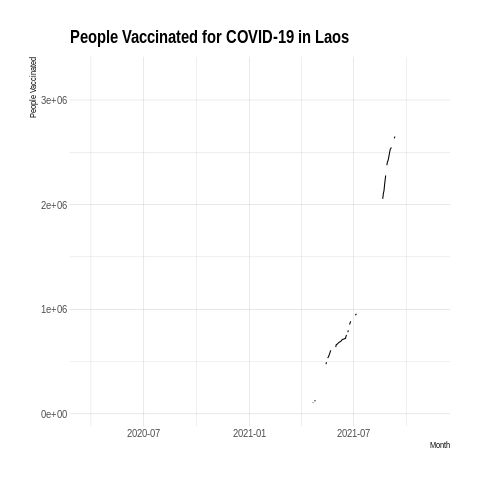 People Vaccinated for COVID-19 in Laos
People Vaccinated
3e+06
2e+06
1e+06
0e+00
2020-07
2021-01
2021-07
Month